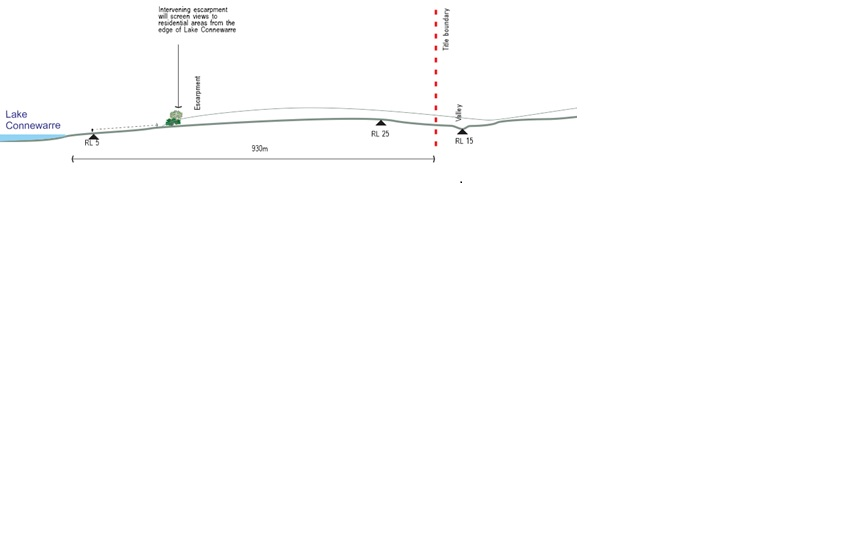 Intervening escarpment
will screen views to
residential areas from the
edge of Lake Connewarre
Title boundary
Escarpment
Valley
Lake
Connewarre
RL 5
RL 25
RL 15
930m